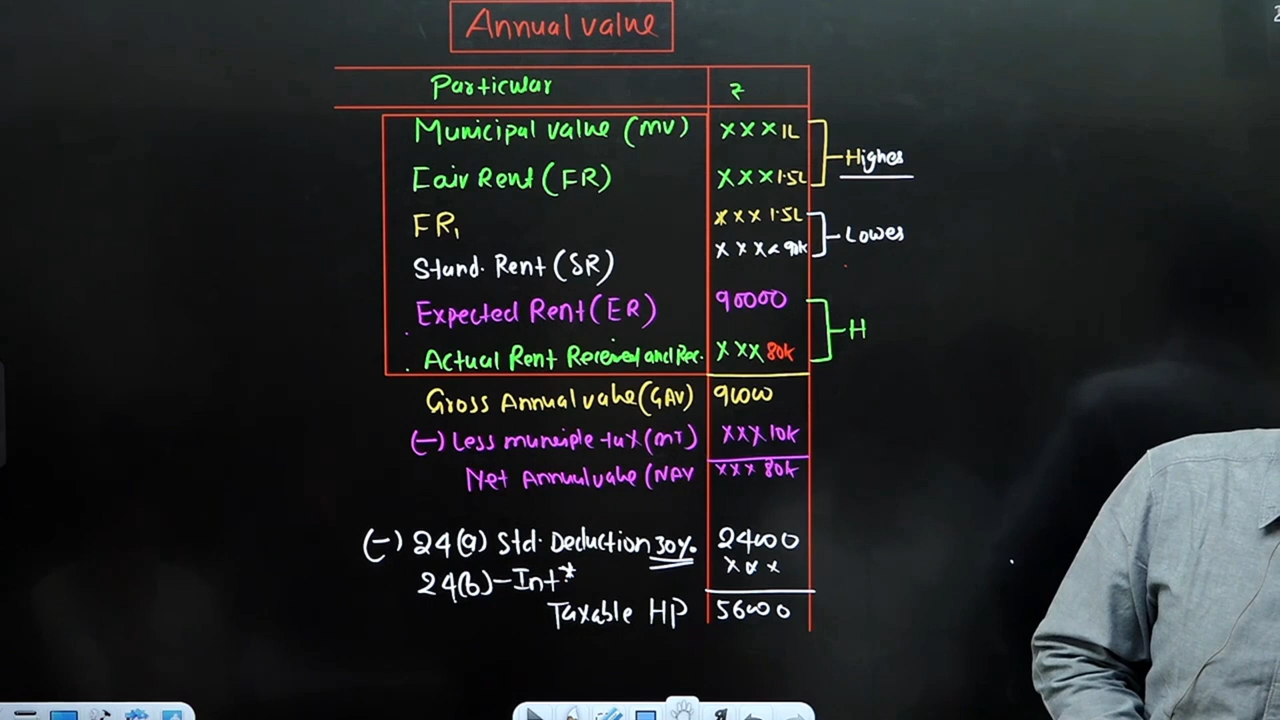 Annual value
Particular ₹
Municipal value (MV) XXX 1L
Fair Rent (FR) XXX 1.5L
Higher
FR1 XXX 1.5L
Stand. Rent (SR) XXX 90k
Lower
Expected Rent (ER) 90000
Actual Rent Received and Rec. XXX 80k
H
Gross Annual value (GAV) 90000
(-) Less municiple tax (MT) XXX 10k
Net Annual value (NAV XXX 80k
(-) 24(a) Std. Deduction 30%. 24000
24(b) - Int* XXX
Taxable HP 56000